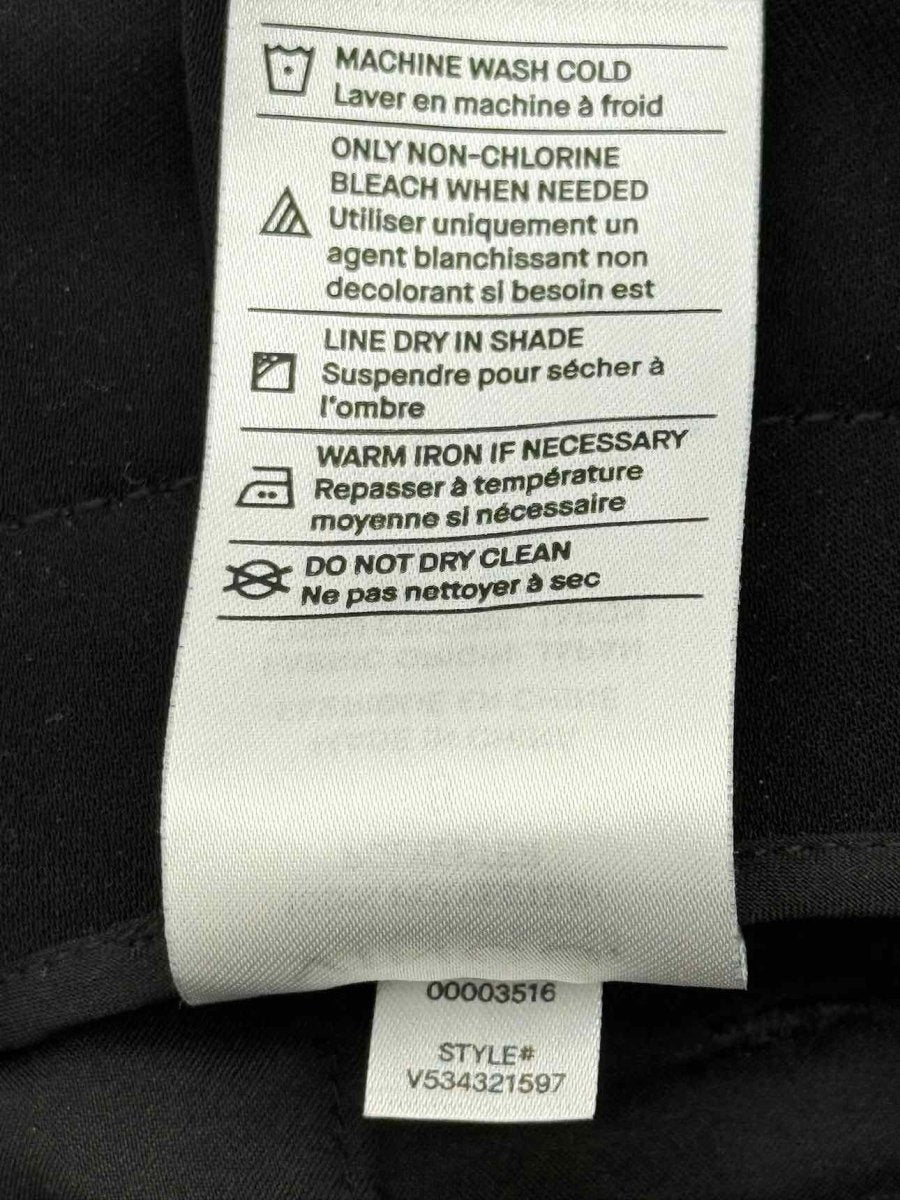 MACHINE WASH COLD
Laver en machine à froid
ONLY NON-CHLORINE
BLEACH WHEN NEEDED
Utiliser uniquement un
agent blanchissant non
decolorant si besoin est
LINE DRY IN SHADE
Suspendre pour sécher à
l'ombre
WARM IRON IF NECESSARY
Repasser à température
moyenne si nécessaire
DO NOT DRY CLEAN
Ne pas nettoyer à sec
00003516
STYLE#
V534321597